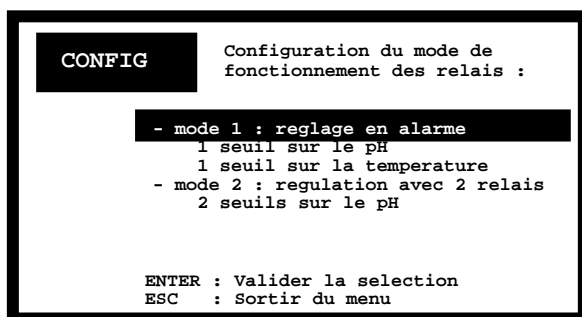 CONFIG
Configuration du mode de
fonctionnement des relais :
- mode 1 : reglage en alarme
1 seuil sur le pH
1 seuil sur la temperature
- mode 2 : regulation avec 2 relais
2 seuils sur le pH
ENTER : Valider la selection
ESC : Sortir du menu